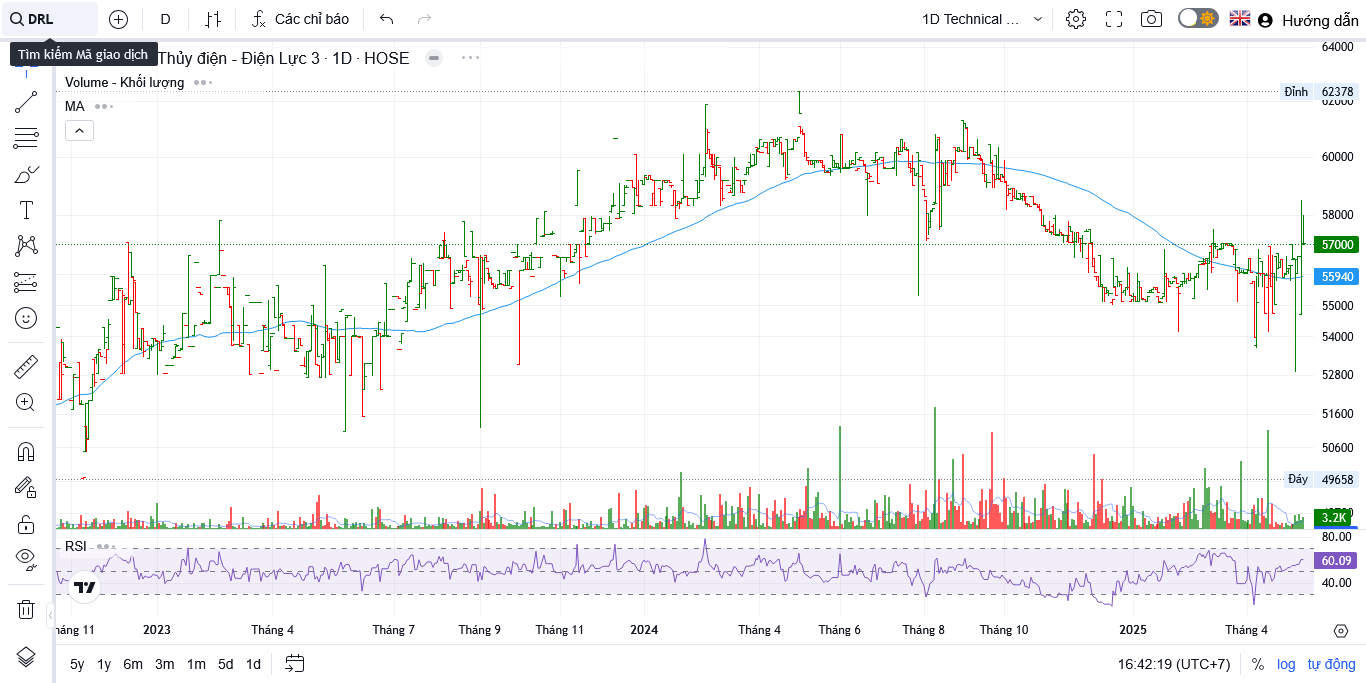 DRL
D
Các chỉ báo
1D Technical ...
Hướng dẫn
Tìm kiếm Mã giao dịch
Thủy điện - Điện Lực 3 · 1D · HOSE
Volume - Khối lượng
MA
64000
Đỉnh 62378
62000
60000
58000
57000
55940
55000
54000
52800
51600
50600
Đáy 49658
3.2K
RSI
80.00
60.09
40.00
háng 11 2023 Tháng 4 Tháng 7 Tháng 9 Tháng 11 2024 Tháng 4 Tháng 6 Tháng 8 Tháng 10 2025 Tháng 4
5y 1y 6m 3m 1m 5d 1d
16:42:19 (UTC+7) % log tự động